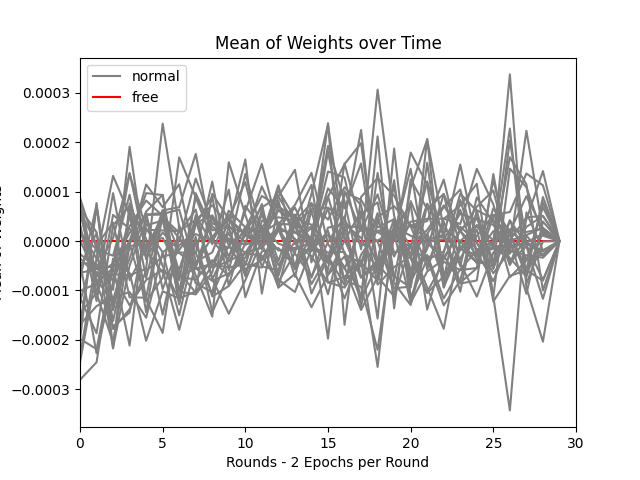 Mean of Weights over Time
normal
free
0.0003
0.0002
0.0001
0.0000
−0.0001
−0.0002
−0.0003
0 5 10 15 20 25 30
Rounds - 2 Epochs per Round